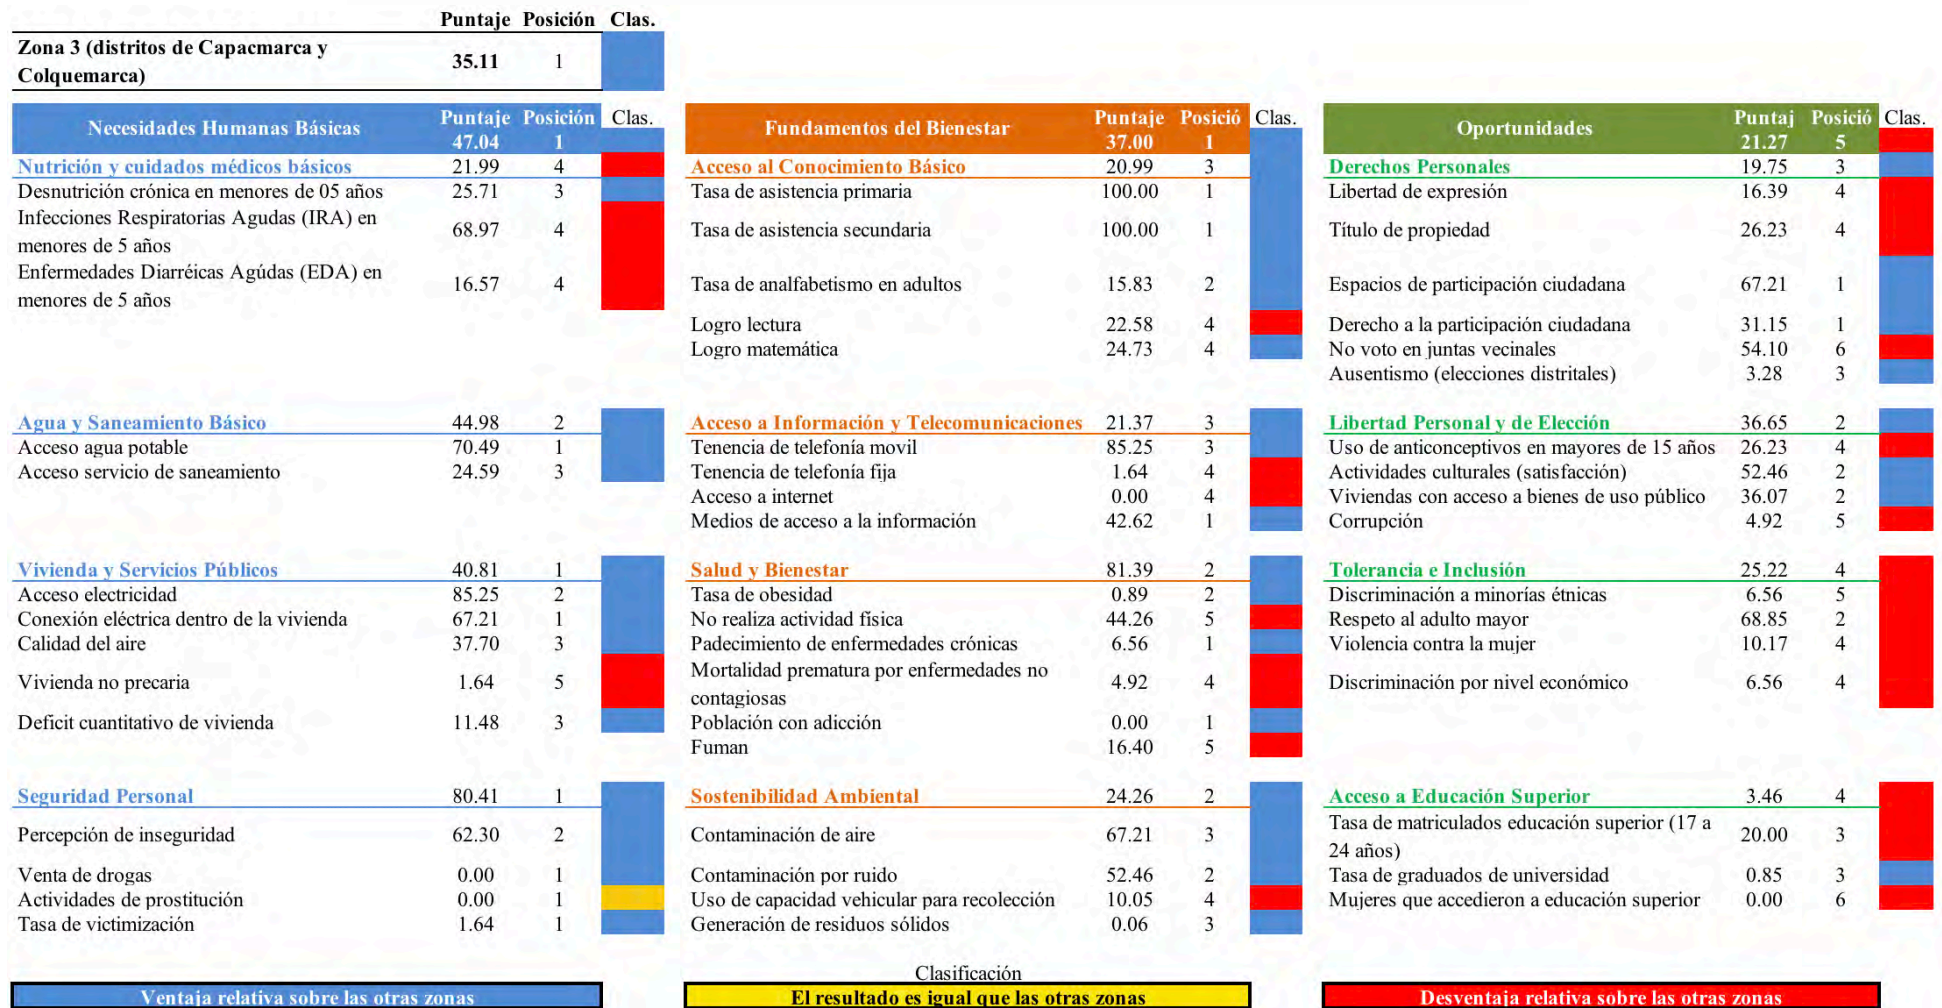 Puntaje Posición Clas.
Zona 3 (distritos de Capacmarca y
Colquemarca) 35.11 1
Necesidades Humanas Básicas Puntaje Posición Clas.
47.04 1
Nutrición y cuidados médicos básicos 21.99 4
Desnutrición crónica en menores de 05 años 25.71 3
Infecciones Respiratorias Agudas (IRA) en
menores de 5 años 68.97 4
Enfermedades Diarréicas Agúdas (EDA) en
menores de 5 años 16.57 4
Agua y Saneamiento Básico 44.98 2
Acceso agua potable 70.49 1
Acceso servicio de saneamiento 24.59 3
Vivienda y Servicios Públicos 40.81 1
Acceso electricidad 85.25 2
Conexión eléctrica dentro de la vivienda 67.21 1
Calidad del aire 37.70 3
Vivienda no precaria 1.64 5
Deficit cuantitativo de vivienda 11.48 3
Seguridad Personal 80.41 1
Percepción de inseguridad 62.30 2
Venta de drogas 0.00 1
Actividades de prostitución 0.00 1
Tasa de victimización 1.64 1
Fundamentos del Bienestar Puntaje Posició Clas.
37.00 1
Acceso al Conocimiento Básico 20.99 3
Tasa de asistencia primaria 100.00 1
Tasa de asistencia secundaria 100.00 1
Tasa de analfabetismo en adultos 15.83 2
Logro lectura 22.58 4
Logro matemática 24.73 4
Acceso a Información y Telecomunicaciones 21.37 3
Tenencia de telefonía movil 85.25 3
Tenencia de telefonía fija 1.64 4
Acceso a internet 0.00 4
Medios de acceso a la información 42.62 1
Salud y Bienestar 81.39 2
Tasa de obesidad 0.89 2
No realiza actividad física 44.26 5
Padecimiento de enfermedades crónicas 6.56 1
Mortalidad prematura por enfermedades no
contagiosas 4.92 4
Población con adicción 0.00 1
Fuman 16.40 5
Sostenibilidad Ambiental 24.26 2
Contaminación de aire 67.21 3
Contaminación por ruido 52.46 2
Uso de capacidad vehicular para recolección 10.05 4
Generación de residuos sólidos 0.06 3
Oportunidades Puntaj Posició Clas.
21.27 5
Derechos Personales 19.75 3
Libertad de expresión 16.39 4
Título de propiedad 26.23 4
Espacios de participación ciudadana 67.21 1
Derecho a la participación ciudadana 31.15 1
No voto en juntas vecinales 54.10 6
Ausentismo (elecciones distritales) 3.28 3
Libertad Personal y de Elección 36.65 2
Uso de anticonceptivos en mayores de 15 años 26.23 4
Actividades culturales (satisfacción) 52.46 2
Viviendas con acceso a bienes de uso público 36.07 2
Corrupción 4.92 5
Tolerancia e Inclusión 25.22 4
Discriminación a minorías étnicas 6.56 5
Respeto al adulto mayor 68.85 2
Violencia contra la mujer 10.17 4
Discriminación por nivel económico 6.56 4
Acceso a Educación Superior 3.46 4
Tasa de matriculados educación superior (17 a
24 años) 20.00 3
Tasa de graduados de universidad 0.85 3
Mujeres que accedieron a educación superior 0.00 6
Clasificación
Ventaja relativa sobre las otras zonas
El resultado es igual que las otras zonas
Desventaja relativa sobre las otras zonas